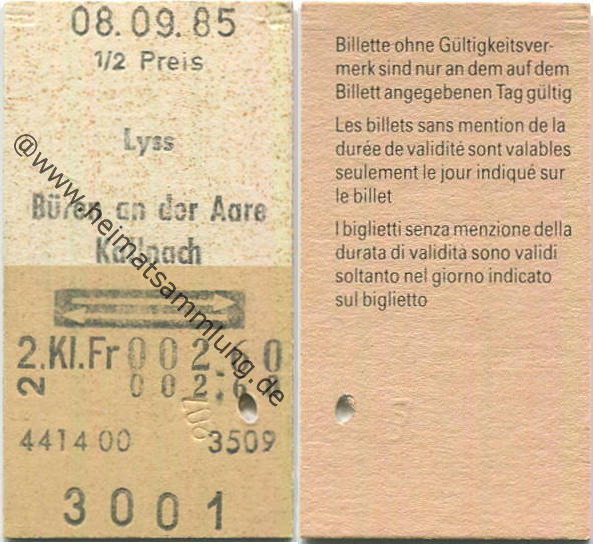 08.09.85
1/2 Preis
Lyss
Büren an der Aare
Kallnach
2.Kl.Fr 002.60
2 002:60
441400 3509
3001
@www.heimatsammlung.de
Billette ohne Gültigkeitsver-
merk sind nur an dem auf dem
Billett angegebenen Tag gültig
Les billets sans mention de la
durée de validité sont valables
seulement le jour indiqué sur
le billet
I biglietti senza menzione della
durata di validità sono validi
soltanto nel giorno indicato
sul biglietto